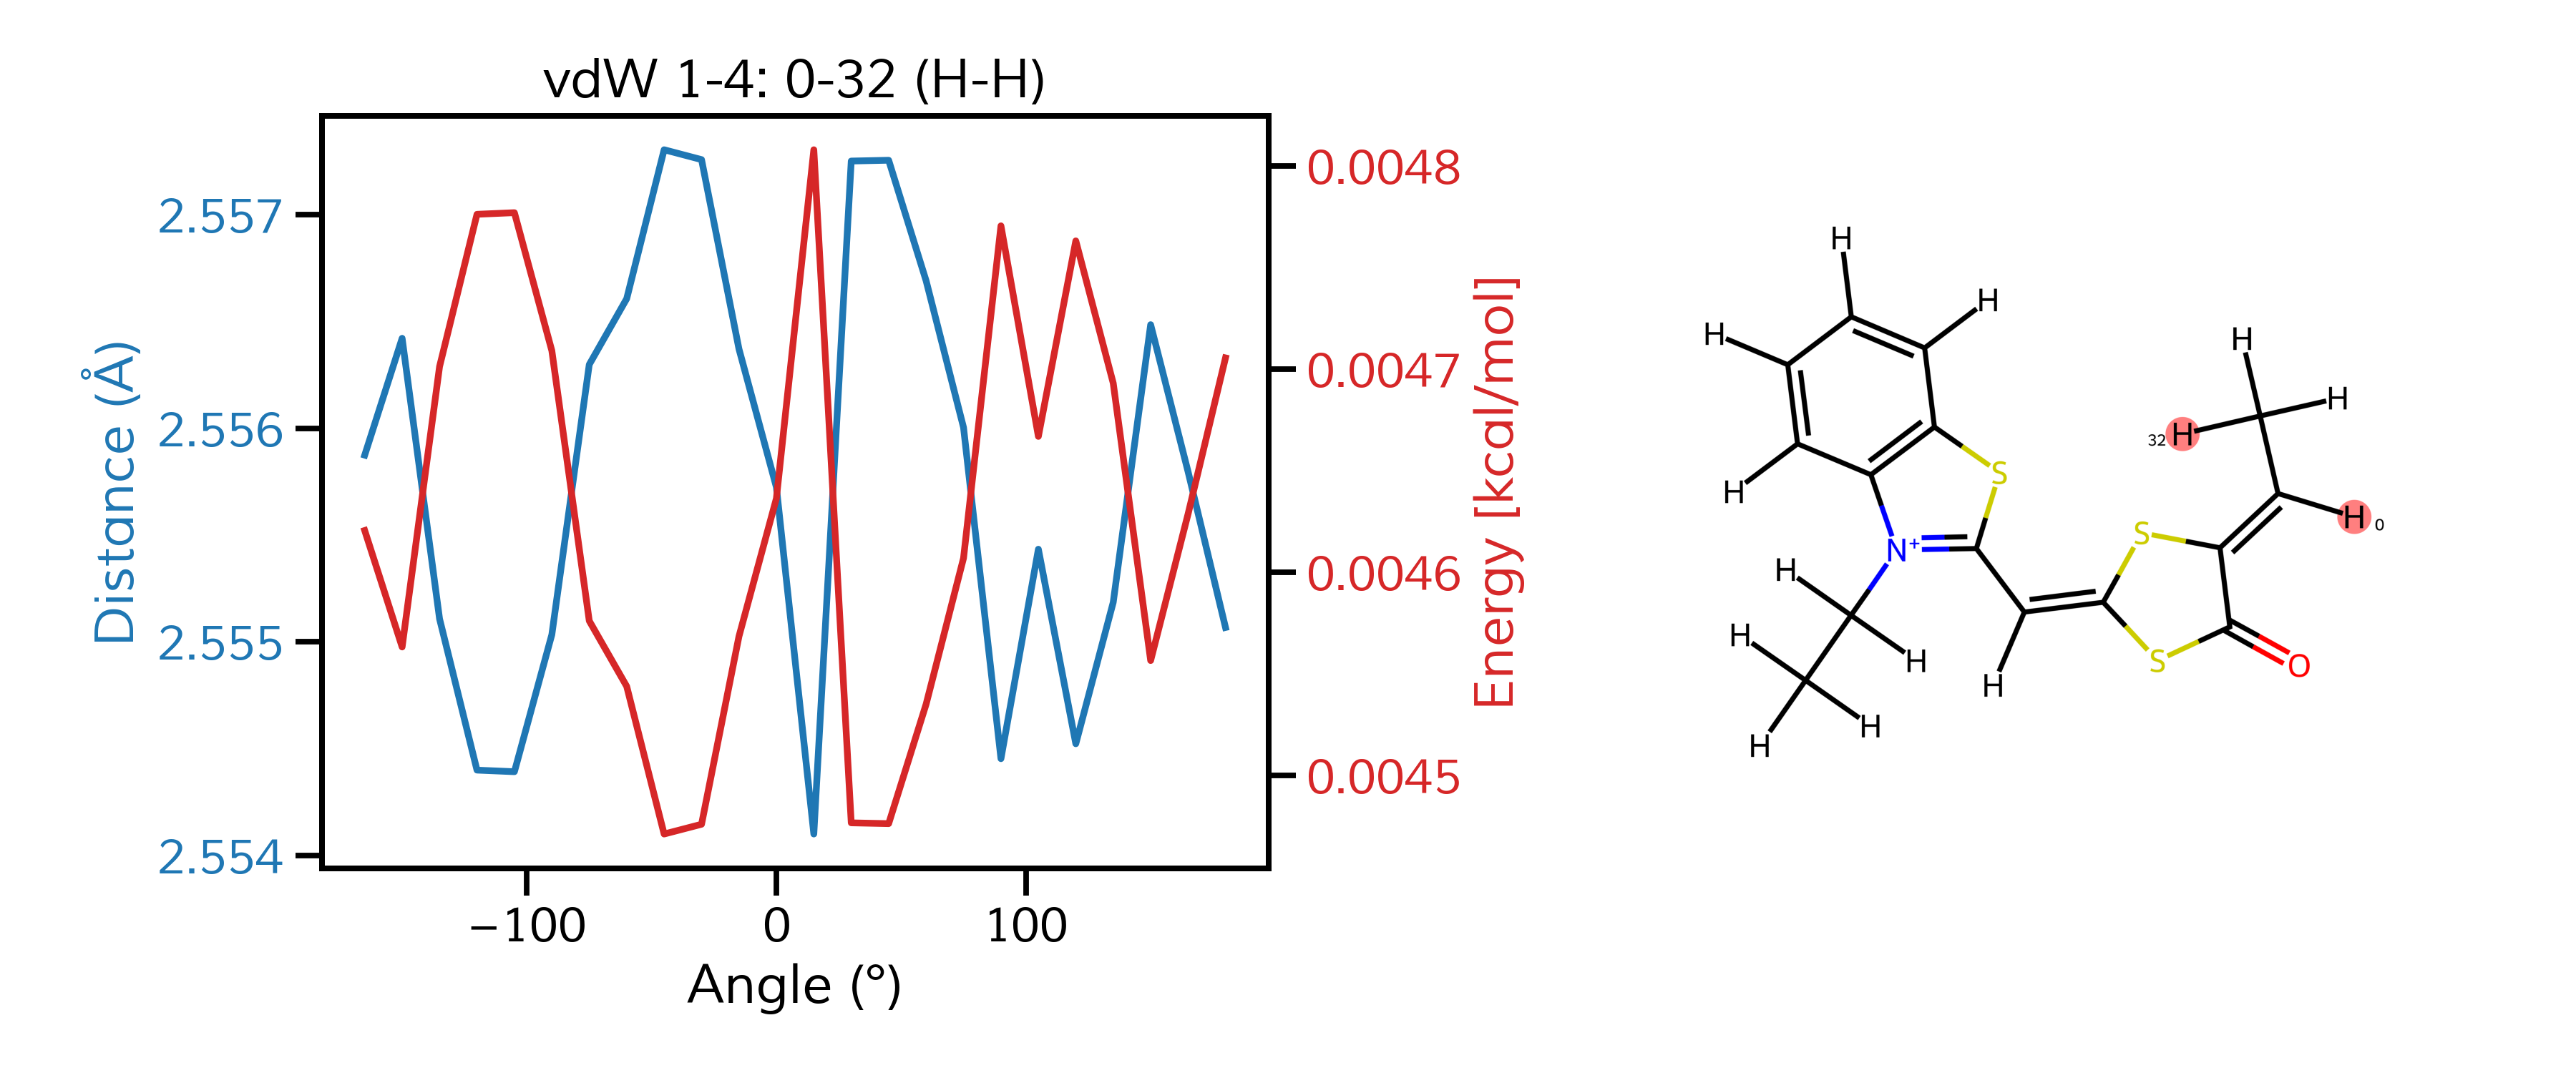 vdW 1-4: 0-32 (H-H)
Distance (Å)
2.557
2.556
2.555
2.554
−100
0
100
Angle (°)
0.0048
0.0047
0.0046
0.0045
Energy [kcal/mol]
H
H
H
H
H
H
32 H
H 0
S
N+
S
S
O
H
H
H
H
H
H